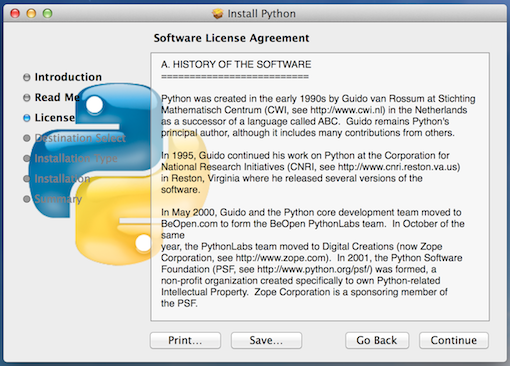 Install Python
Software License Agreement
Introduction
Read Me
License
Destination Select
Installation Type
Installation
Summary
A. HISTORY OF THE SOFTWARE
==========================
Python was created in the early 1990s by Guido van Rossum at Stichting
Mathematisch Centrum (CWI, see http://www.cwi.nl) in the Netherlands
as a successor of a language called ABC.  Guido remains Python's
principal author, although it includes many contributions from others.
In 1995, Guido continued his work on Python at the Corporation for
National Research Initiatives (CNRI, see http://www.cnri.reston.va.us)
in Reston, Virginia where he released several versions of the
software.
In May 2000, Guido and the Python core development team moved to
BeOpen.com to form the BeOpen PythonLabs team.  In October of the
same
year, the PythonLabs team moved to Digital Creations (now Zope
Corporation, see http://www.zope.com).  In 2001, the Python Software
Foundation (PSF, see http://www.python.org/psf/) was formed, a
non-profit organization created specifically to own Python-related
Intellectual Property.  Zope Corporation is a sponsoring member of
the PSF.
Print...
Save...
Go Back
Continue